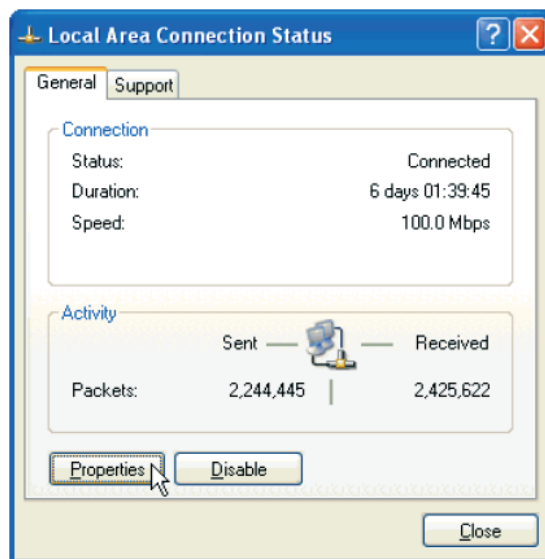 Local Area Connection Status
General Support
Connection
Status: Connected
Duration: 6 days 01:39:45
Speed: 100.0 Mbps
Activity
Sent Received
Packets: 2,244,445 2,425,622
Properties Disable
Close